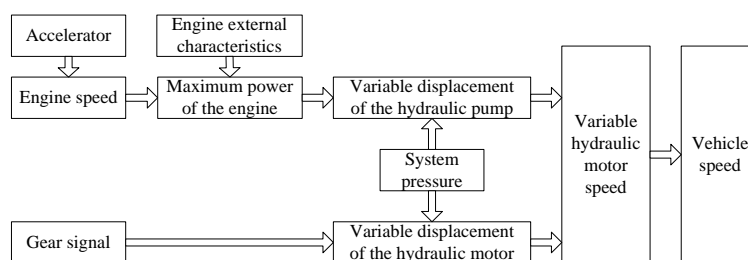 Accelerator
Engine external
characteristics
Engine speed
Maximum power
of the engine
Variable displacement
of the hydraulic pump
System
pressure
Variable
hydraulic
motor
speed
Vehicle
speed
Gear signal
Variable displacement
of the hydraulic motor